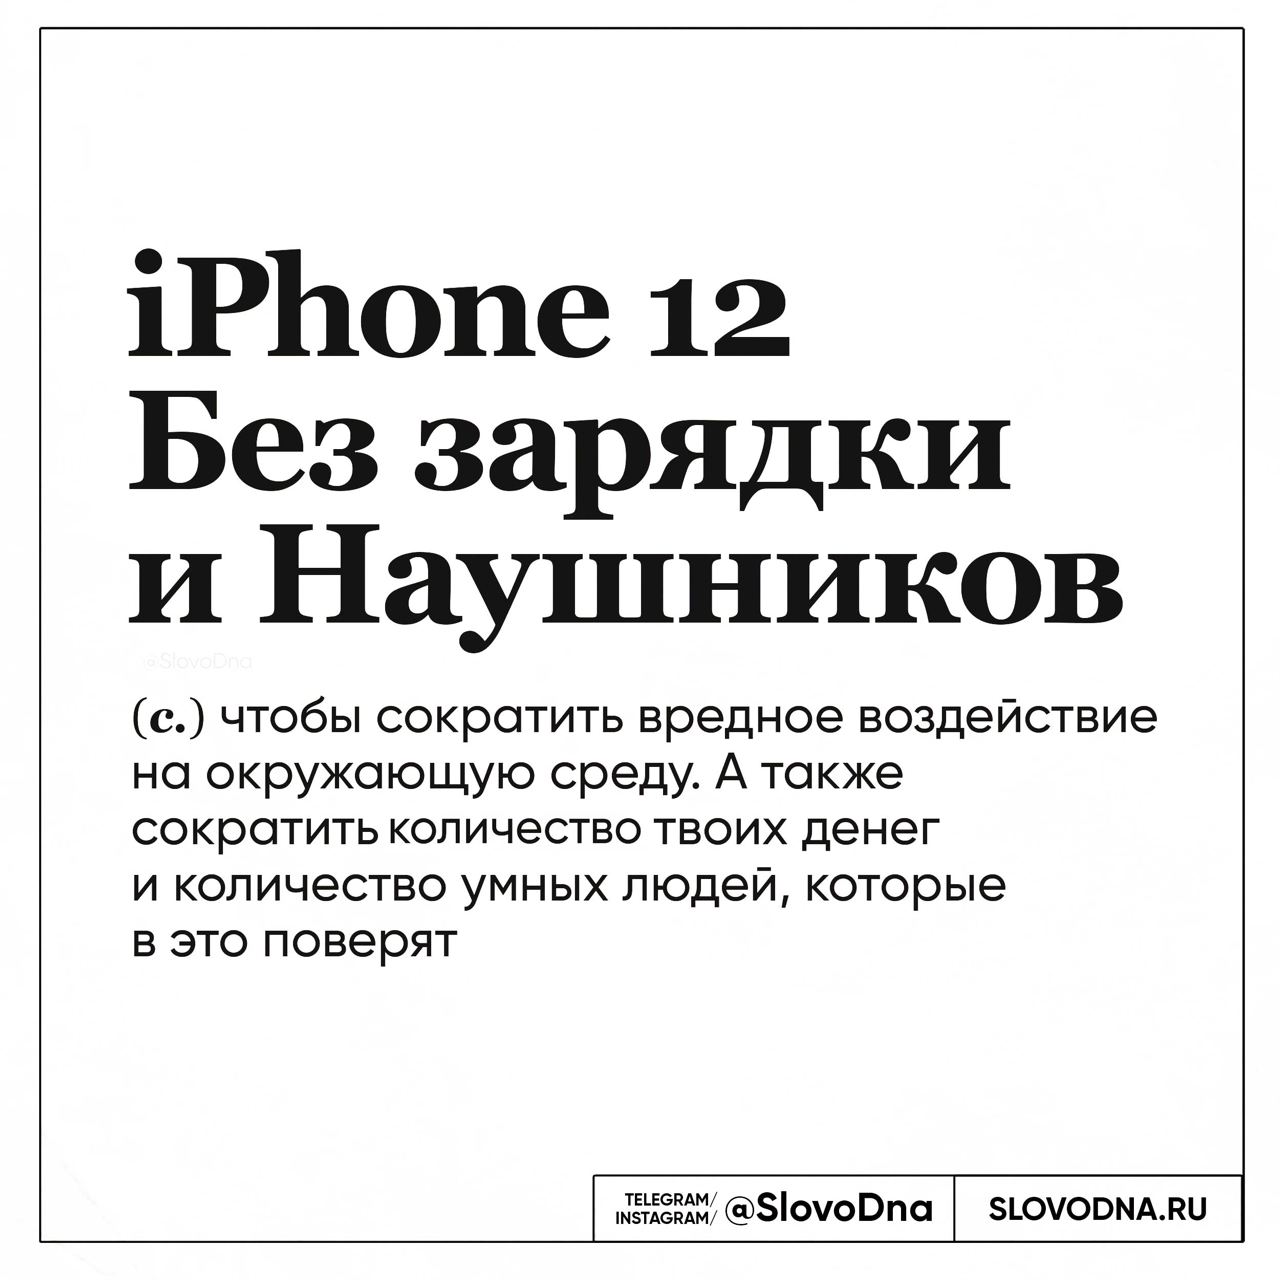 iPhone 12
Без зарядки
и Наушников
@SlovoDna
(с.) чтобы сократить вредное воздействие
на окружающую среду. А также
сократить количество твоих денег
и количество умных людей, которые
в это поверят
TELEGRAM/
INSTAGRAM/
@SlovoDna
SLOVODNA.RU